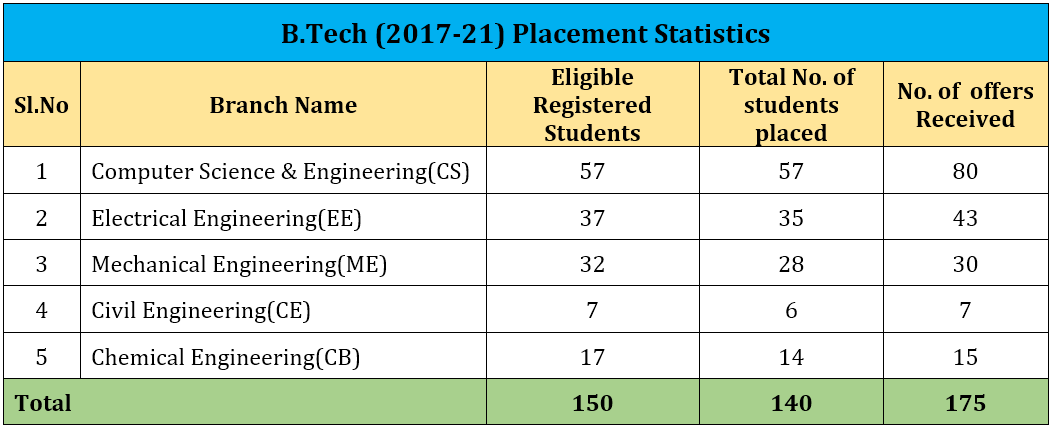 B.Tech (2017-21) Placement Statistics
Sl.No Branch Name Eligible Registered Students Total No. of students placed No. of offers Received
1 Computer Science & Engineering(CS) 57 57 80
2 Electrical Engineering(EE) 37 35 43
3 Mechanical Engineering(ME) 32 28 30
4 Civil Engineering(CE) 7 6 7
5 Chemical Engineering(CB) 17 14 15
Total 150 140 175